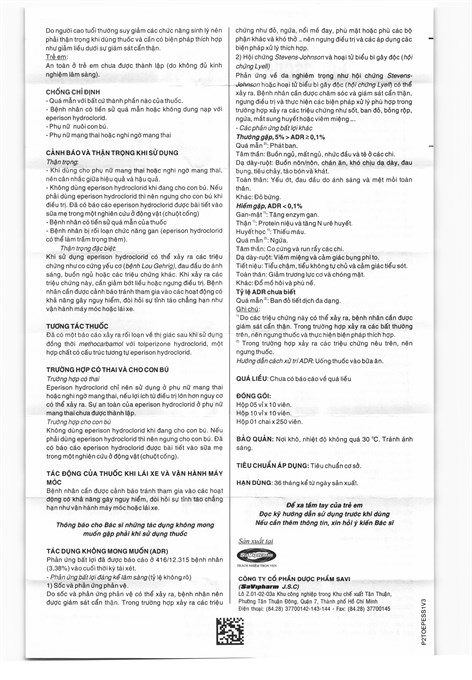 Do người cao tuổi thường suy giảm các chức năng sinh lý nên
phải thận trọng khi dùng thuốc và cần có biện pháp thích hợp
như giảm liều dưới sự giám sát cẩn thận.
Trẻ em:
An toàn ở trẻ em chưa được thành lập (do không đủ kinh
nghiệm lâm sàng).
CHỐNG CHỈ ĐỊNH
- Quá mẫn với bất cứ thành phần nào của thuốc.
- Bệnh nhân có tiền sử quá mẫn hoặc không dung nạp với
eperison hydroclorid.
- Phụ nữ nuôi con bú.
- Phụ nữ mang thai hoặc nghi ngờ mang thai
CẢNH BÁO VÀ THẬN TRỌNG KHI SỬ DỤNG
Thận trọng:
- Khi dùng cho phụ nữ mang thai hoặc nghi ngờ mang thai,
nên cân nhắc giữa hiệu quả và hậu quả.
- Không dùng eperison hydroclorid khi đang cho con bú. Nếu
phải dùng eperison hydroclorid thì nên ngưng cho con bú khi
điều trị. Đã có báo cáo eperison hydroclorid được bài tiết vào
sữa mẹ trong một nghiên cứu ở động vật (chuột cống)
- Bệnh nhân có tiền sử quá mẫn của thuốc
- Bệnh nhân bị rối loạn chức năng gan (eperison hydroclorid
có thể làm trầm trọng thêm).
Thận trọng đặc biệt
Khi sử dụng eperison hydroclorid có thể xảy ra các triệu
chứng như co cứng yếu cơ (bệnh Lou Gehrig), đau đầu do ánh
sáng, buồn ngủ hoặc các triệu chứng khác. Khi xảy ra các
triệu chứng này, cần giảm bớt liều hoặc ngưng điều trị. Bệnh
nhân cần được cảnh báo tránh tham gia vào các hoạt động có
khả năng gây nguy hiểm, đòi hỏi sự tỉnh táo chẳng hạn như
vận hành máy móc hoặc lái xe.
TƯƠNG TÁC THUỐC
Đã có một báo cáo xảy ra rối loạn về thị giác sau khi sử dụng
đồng thời methocarbamol với tolperizone hydroclorid, một
hợp chất có cấu trúc tương tự eperison hydroclorid.
TRƯỜNG HỢP CÓ THAI VÀ CHO CON BÚ
Trường hợp có thai
Eperison hydroclorid chỉ nên sử dụng ở phụ nữ mang thai
hoặc nghi ngờ mang thai, nếu lợi ích từ điều trị lớn hơn nguy cơ
có thể xảy ra. Sự an toàn của eperison hydroclorid ở phụ nữ
mang thai chưa được thành lập.
Trường hợp cho con bú
Không dùng eperison hydroclorid khi đang cho con bú. Nếu
phải dùng eperison hydroclorid thì nên ngưng cho con bú. Đã
có báo cáo eperison hydroclorid được bài tiết vào sữa mẹ
trong một nghiên cứu ở động vật (chuột cống).
TÁC ĐỘNG CỦA THUỐC KHI LÁI XE VÀ VẬN HÀNH MÁY
MÓC
Bệnh nhân cần được cảnh báo tránh tham gia vào các hoạt
động có khả năng gây nguy hiểm, đòi hỏi sự tỉnh táo chẳng
hạn như vận hành máy móc hoặc lái xe.
Thông báo cho Bác sĩ những tác dụng không mong
muốn gặp phải khi sử dụng thuốc
TÁC DỤNG KHÔNG MONG MUỐN (ADR)
Phản ứng bất lợi đã được báo cáo ở 416/12.315 bệnh nhân
(3,38%) vào cuối thời kỳ tái xét.
- Phản ứng bất lợi đáng kể lâm sàng (tỷ lệ không rõ)
1) Sốc và phản ứng phản vệ.
Do sốc và phản ứng phản vệ có thể xảy ra, bệnh nhân nên
được giám sát cẩn thận. Trong trường hợp xảy ra các triệu
chứng như đỏ, ngứa, nổi mề đay, phù mặt hoặc phù các bộ
phận khác và khó thở .. nên ngưng điều trị và áp dụng các
biện pháp xử lý thích hợp.
2) Hội chứng Stevens-Johnson và hoại tử biểu bì gây độc (hội
chứng Lyell)
Phản ứng về da nghiêm trọng như hội chứng Stevens-
Johnson hoặc hoại tử biểu bì gây độc (hội chứng Lyell) có thể
xảy ra. Bệnh nhân cần được chăm sóc và giám sát cẩn thận,
ngưng điều trị và thực hiện các biện pháp xử lý phù hợp trong
trường hợp xảy ra các triệu chứng như sốt, ban đỏ, bỏng rộp,
ngứa, mắt sung huyết hoặc viêm miệng ...
- Các phản ứng bất lợi khác
Thường gặp, 5% > ADR > 0,1%
Quá mẫn: Phát ban.
Tâm thần: Buồn ngủ, mất ngủ, nhức đầu và tê ở các chi.
Dạ dày-ruột: Buồn nôn/nôn, chán ăn, khó chịu dạ dày, đau
bụng, tiêu chảy, táo bón và khát.
Toàn thân: Yếu ớt, đau đầu do ánh sáng và mệt mỏi toàn
thân.
Khác: Đỏ bừng.
Hiếm gặp, ADR < 0,1%
Gan-mật: Tăng enzym gan.
Thận: Protein niệu và tăng N urê huyết.
Huyết học: Thiếu máu.
Quá mẫn: Ngứa.
Tâm thần: Co cứng và run rẩy các chi.
Dạ dày-ruột: Viêm miệng và cảm giác bụng phì to.
Tiết niệu: Tiểu chậm, tiểu không tự chủ và cảm giác tiểu sót.
Toàn thân: Giảm trương lực cơ và chóng mặt.
Khác: Đổ mồ hôi và phù nề.
Tỷ lệ ADR chưa biết
Quá mẫn: Ban đỏ tiết dịch đa dạng.
Ghi chú:
Do các triệu chứng này có thể xảy ra, bệnh nhân cần được
giám sát cẩn thận. Trong trường hợp xảy ra các bất thường
trên, nên ngưng thuốc và thực hiện biện pháp thích hợp.
Trong trường hợp xảy ra các triệu chứng nêu trên, nên
ngưng thuốc.
Hướng dẫn cách xử trí ADR: Uống thuốc vào bữa ăn.
QUÁ LIỀU: Chưa có báo cáo về quá liều
ĐÓNG GÓI:
Hộp 05 vỉ x 10 viên.
Hộp 10 vỉ x 10 viên.
Hộp 01 chai x 250 viên.
BẢO QUẢN: Nơi khô, nhiệt độ không quá 30 °C. Tránh ánh
sáng.
TIÊU CHUẨN ÁP DỤNG: Tiêu chuẩn cơ sở.
HẠN DÙNG: 36 tháng kể từ ngày sản xuất.
Để xa tầm tay của trẻ em
Đọc kỹ hướng dẫn sử dụng trước khi dùng
Nếu cần thêm thông tin, xin hỏi ý kiến Bác sĩ
Sản xuất tại
CÔNG TY CỔ PHẦN DƯỢC PHẨM SAVI
(SaVipharm J.S.C)
Lô Z.01-02-03a Khu công nghiệp trong Khu chế xuất Tân Thuận,
Phường Tân Thuận Đông, Quận 7, Thành phố Hồ Chí Minh
Điện thoại: (84.28) 37700142-143-144 - Fax: (84.28) 37700145
P2TOEPESS1V3